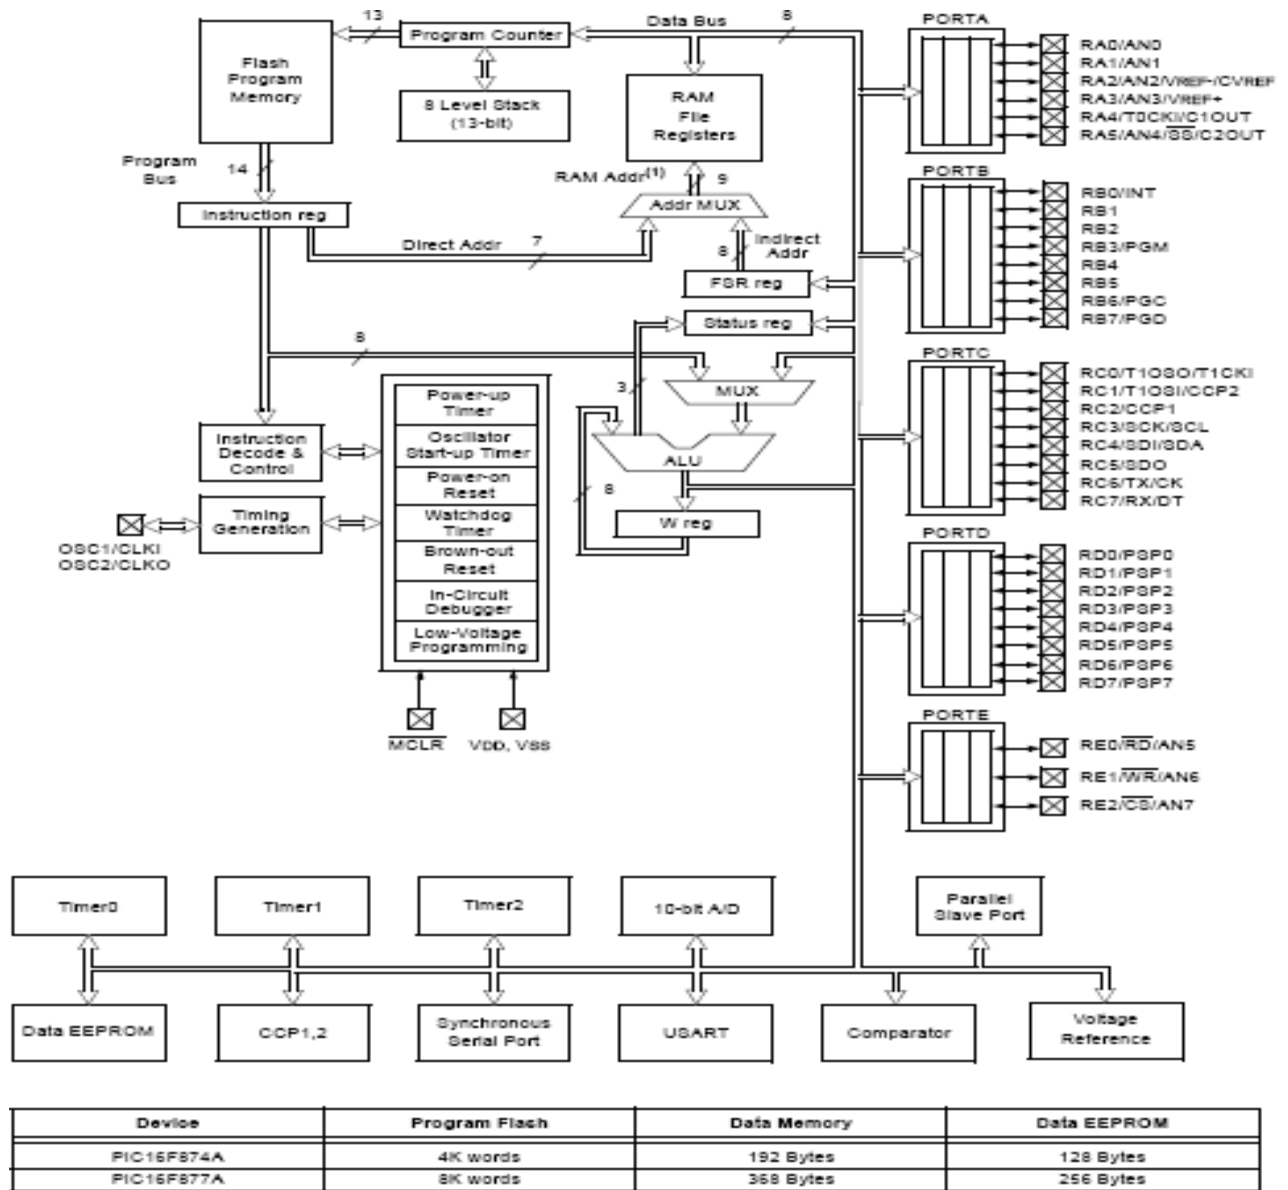 13
Program Counter
Data Bus
8
PORTA
Flash
Program
Memory
8 Level Stack
(13-bit)
RAM
File
Registers
RA0/AN0
RA1/AN1
RA2/AN2/VREF-/CVREF
RA3/AN3/VREF+
RA4/T0CKI/C1OUT
RA5/AN4/SS/C2OUT
Program
Bus
14
RAM Addr(1)
9
PORTB
Instruction reg
Addr MUX
RB0/INT
RB1
RB2
RB3/PGM
RB4
RB5
RB6/PGC
RB7/PGD
Direct Addr
7
8
Indirect
Addr
FSR reg
Status reg
8
PORTC
3
MUX
RC0/T1OSO/T1CKI
RC1/T1OSI/CCP2
RC2/CCP1
RC3/SCK/SCL
RC4/SDI/SDA
RC5/SDO
RC6/TX/CK
RC7/RX/DT
Power-up
Timer
Instruction
Decode &
Control
Oscillator
Start-up Timer
ALU
Power-on
Reset
8
Timing
Generation
Watchdog
Timer
W reg
OSC1/CLKI
OSC2/CLKO
Brown-out
Reset
PORTD
In-Circuit
Debugger
RD0/PSP0
RD1/PSP1
RD2/PSP2
RD3/PSP3
RD4/PSP4
RD5/PSP5
RD6/PSP6
RD7/PSP7
Low-Voltage
Programming
MCLR
VDD, VSS
PORTE
RE0/RD/AN5
RE1/WR/AN6
RE2/CS/AN7
Timer0
Timer1
Timer2
10-bit A/D
Parallel
Slave Port
Data EEPROM
CCP1,2
Synchronous
Serial Port
USART
Comparator
Voltage
Reference
Device Program Flash Data Memory Data EEPROM
PIC16F874A 4K words 192 Bytes 128 Bytes
PIC16F877A 8K words 368 Bytes 256 Bytes